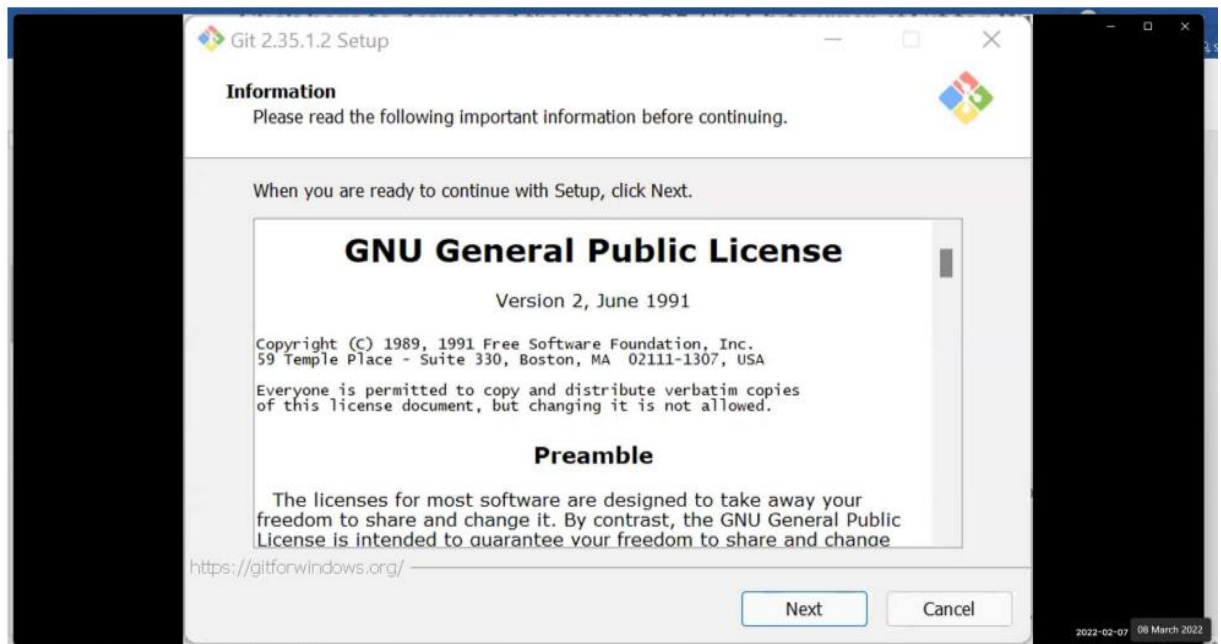 Git 2.35.1.2 Setup
Information
Please read the following important information before continuing.
When you are ready to continue with Setup, click Next.
GNU General Public License
Version 2, June 1991
Copyright (C) 1989, 1991 Free Software Foundation, Inc.
59 Temple Place - Suite 330, Boston, MA 02111-1307, USA
Everyone is permitted to copy and distribute verbatim copies
of this license document, but changing it is not allowed.
Preamble
The licenses for most software are designed to take away your
freedom to share and change it. By contrast, the GNU General Public
License is intended to guarantee your freedom to share and change
https://gitforwindows.org/
Next
Cancel
2022-02-07
08 March 2022